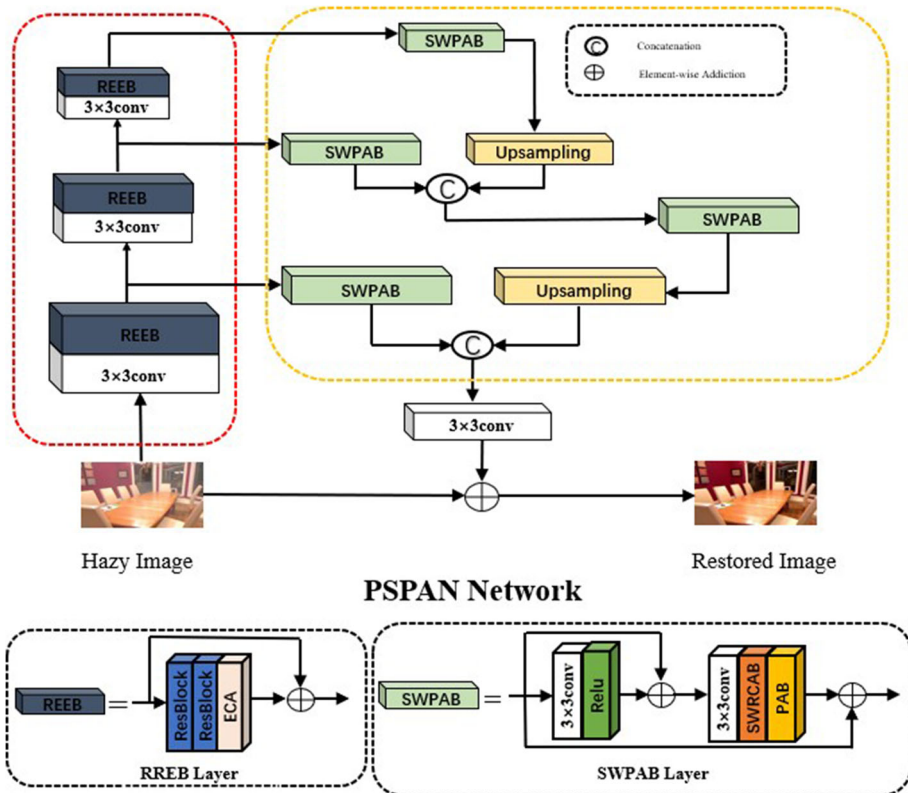 SWPAB
C Concatenation
Element-wise Addiction
REEB
3×3conv
SWPAB
Upsampling
C
REEB
3×3conv
SWPAB
SWPAB
Upsampling
REEB
3×3conv
C
3×3conv
Hazy Image
Restored Image
PSPAN Network
REEB
=
ResBlock
ResBlock
ECA
RREB Layer
SWPAB
=
3×3conv
Relu
3×3conv
SWRCAB
PAB
SWPAB Layer